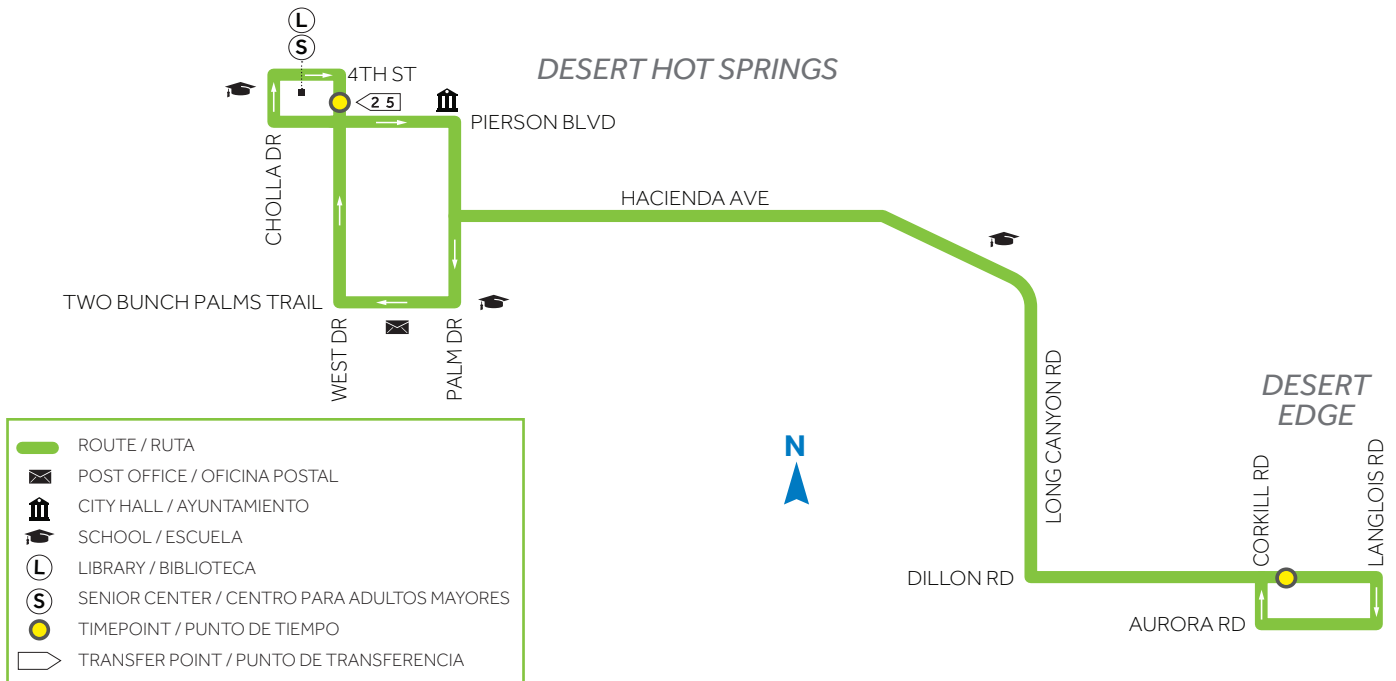 L
S
4TH ST
DESERT HOT SPRINGS
2 5
PIERSON BLVD
CHOLLA DR
HACIENDA AVE
TWO BUNCH PALMS TRAIL
WEST DR
PALM DR
LONG CANYON RD
DESERT
EDGE
N
CORKILL RD
LANGLOIS RD
DILLON RD
AURORA RD
ROUTE / RUTA
POST OFFICE / OFICINA POSTAL
CITY HALL / AYUNTAMIENTO
SCHOOL / ESCUELA
L LIBRARY / BIBLIOTECA
S SENIOR CENTER / CENTRO PARA ADULTOS MAYORES
TIMEPOINT / PUNTO DE TIEMPO
TRANSFER POINT / PUNTO DE TRANSFERENCIA